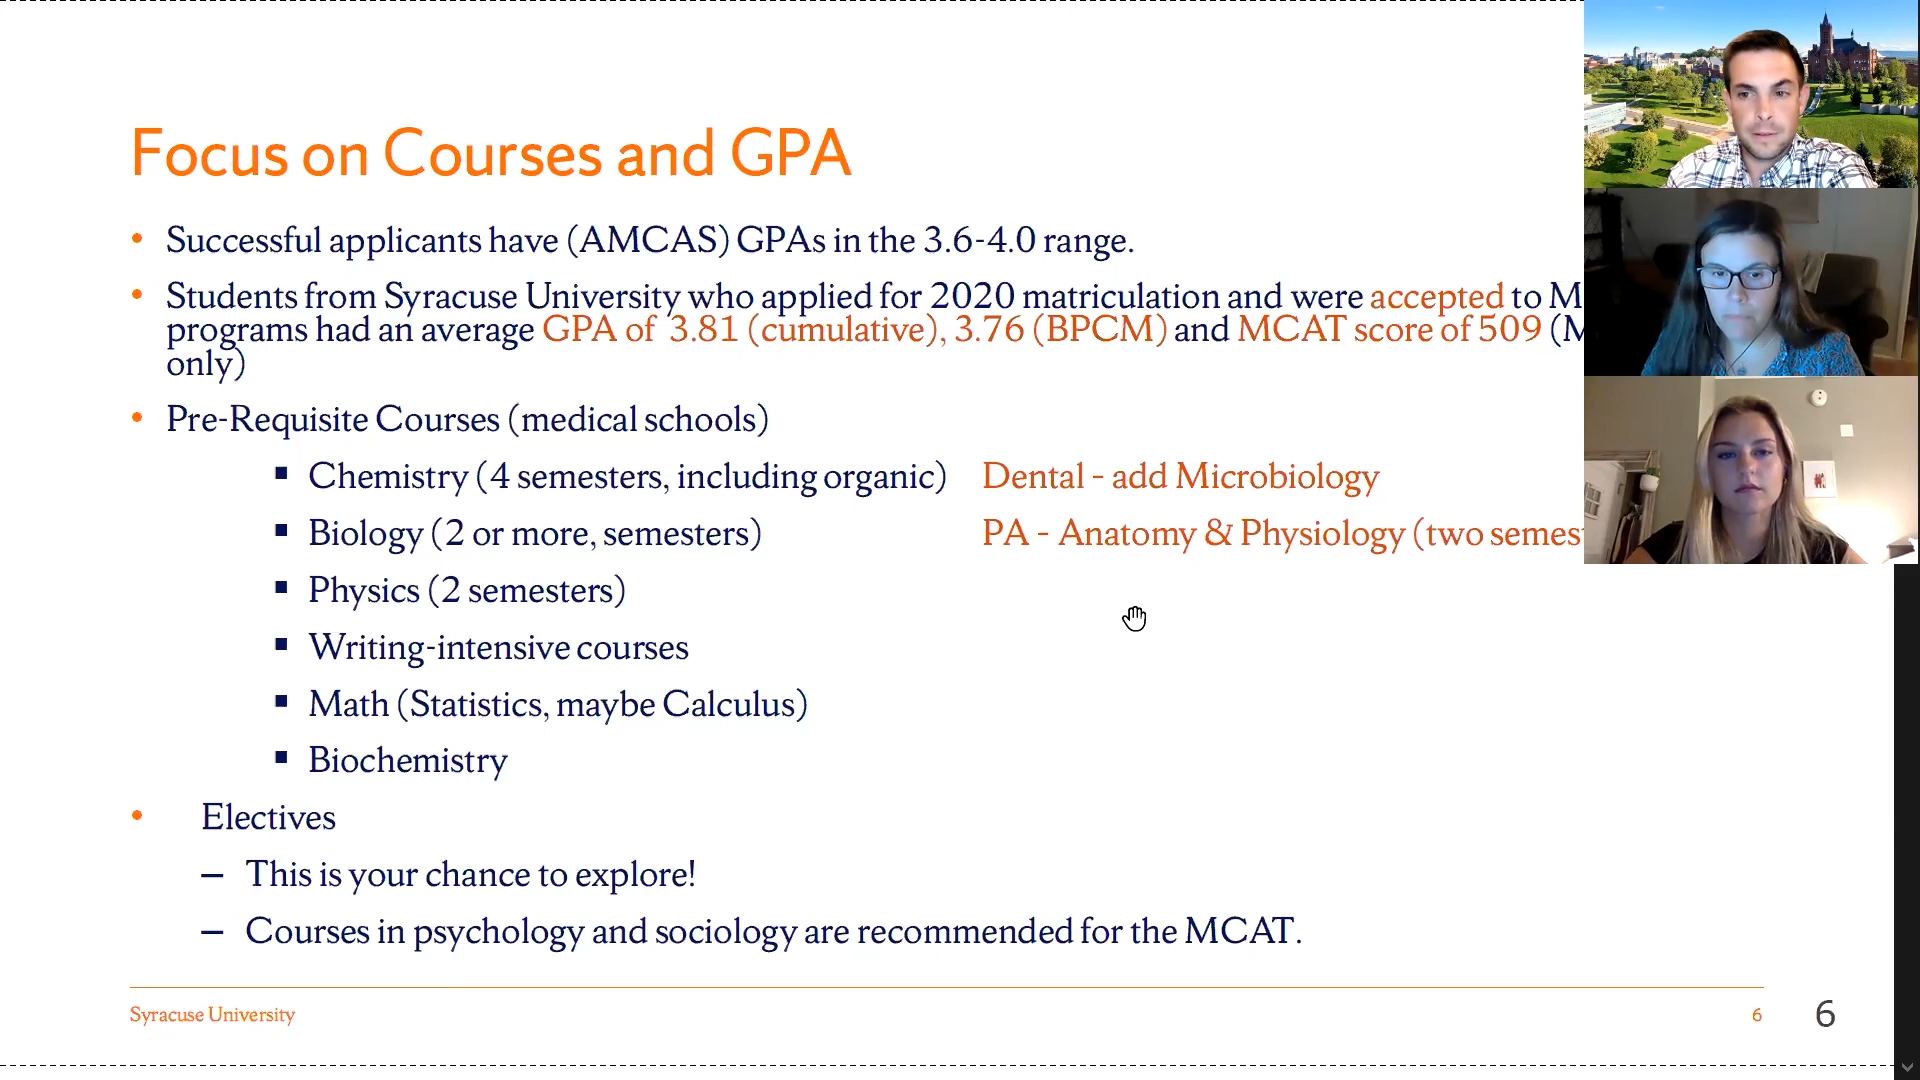 Focus on Courses and GPA
• Successful applicants have (AMCAS) GPAs in the 3.6-4.0 range.
• Students from Syracuse University who applied for 2020 matriculation and were accepted to
programs had an average GPA of 3.81 (cumulative), 3.76 (BPCM) and MCAT score of 509
only)
• Pre-Requisite Courses (medical schools)
▪ Chemistry (4 semesters, including organic) Dental - add Microbiology
▪ Biology (2 or more, semesters) PA - Anatomy & Physiology (two
▪ Physics (2 semesters)
▪ Writing-intensive courses
▪ Math (Statistics, maybe Calculus)
▪ Biochemistry
• Electives
– This is your chance to explore!
– Courses in psychology and sociology are recommended for the MCAT.
Syracuse University 6 6